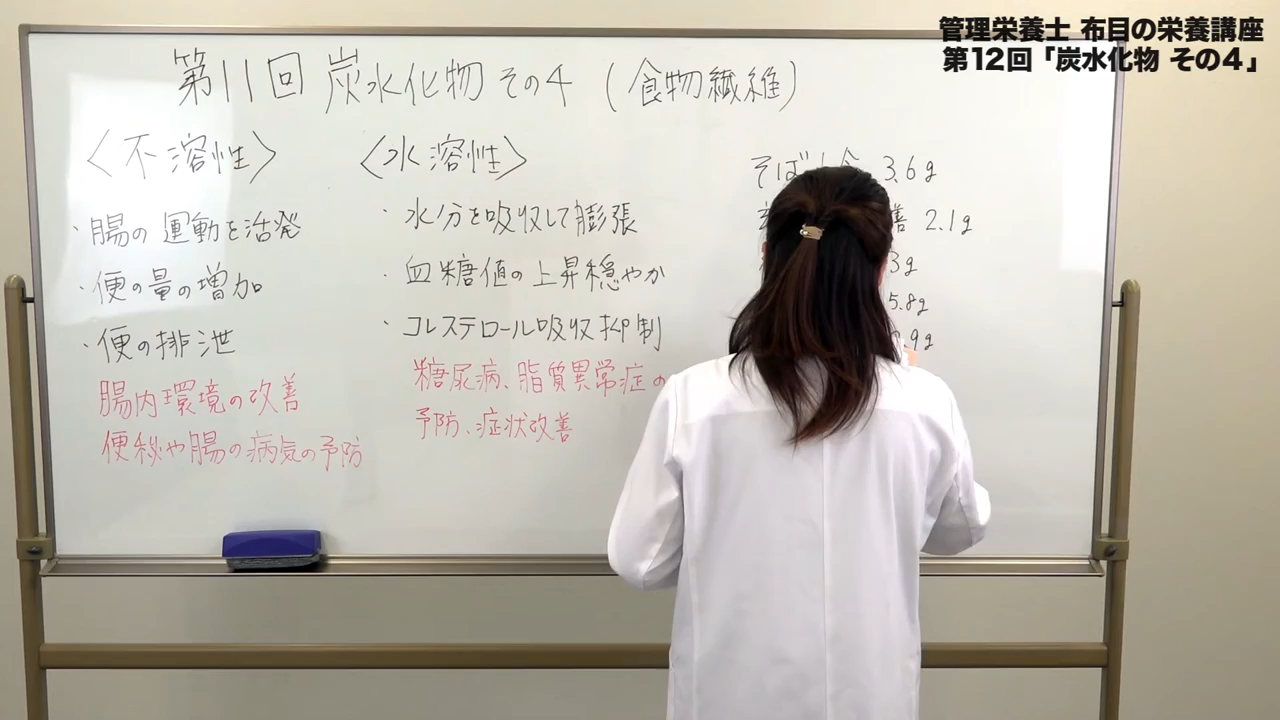 管理栄養士 布目の栄養講座
第12回「炭水化物 その4」
第11回 炭水化物 その4 (食物繊維)
〈不溶性〉
・腸の運動を活発
・便の量の増加
・便の排泄
腸内環境の改善
便秘や腸の病気の予防
〈水溶性〉
・水分を吸収して膨張
・血糖値の上昇穏やか
・コレステロール吸収抑制
糖尿病、脂質異常症の
予防、症状改善
そば 3.6g
2.1g
3g
5.8g
9g